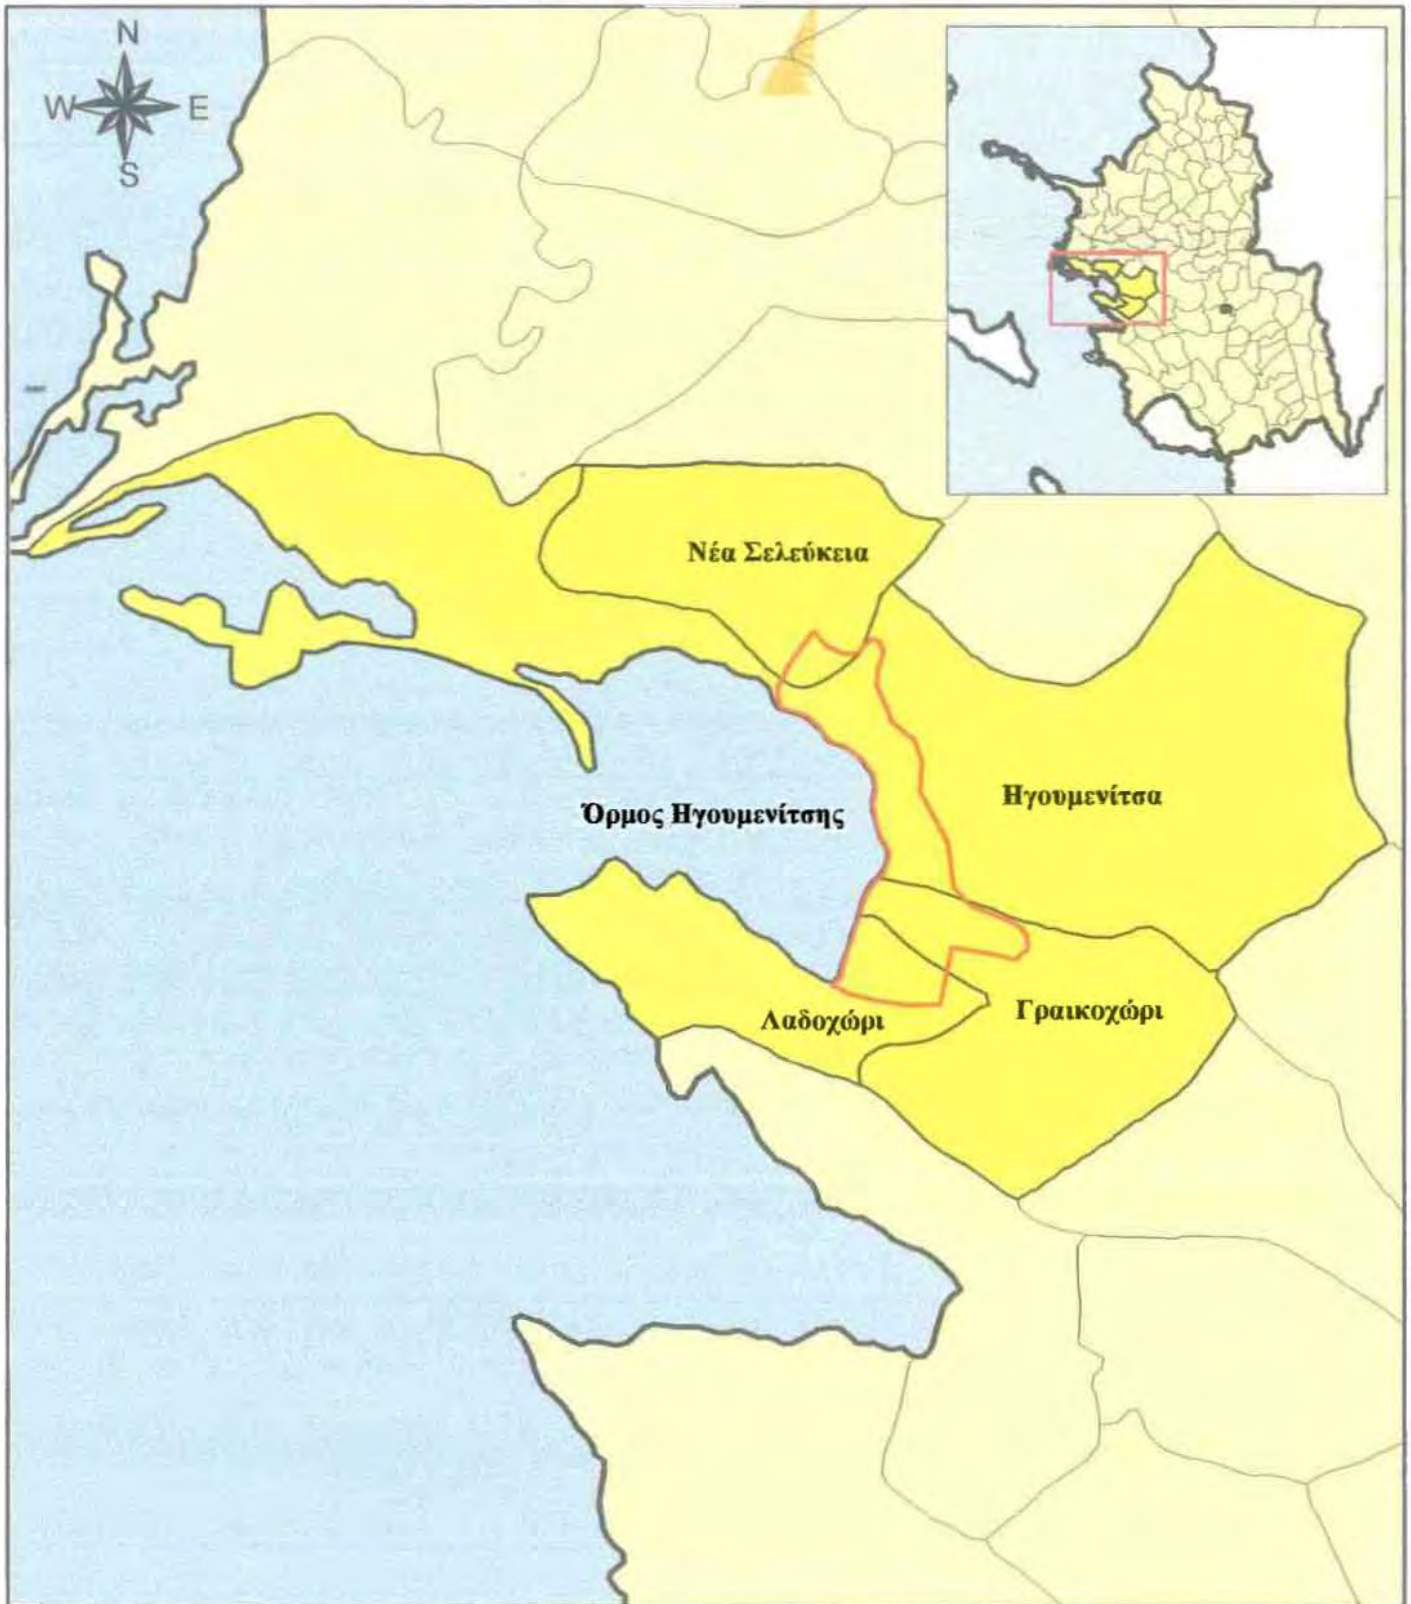 N
W E
S
Νέα Σελεύκεια
Ηγουμενίτσα
Όρμος Ηγουμενίτσης
Λαδοχώρι
Γραικοχώρι